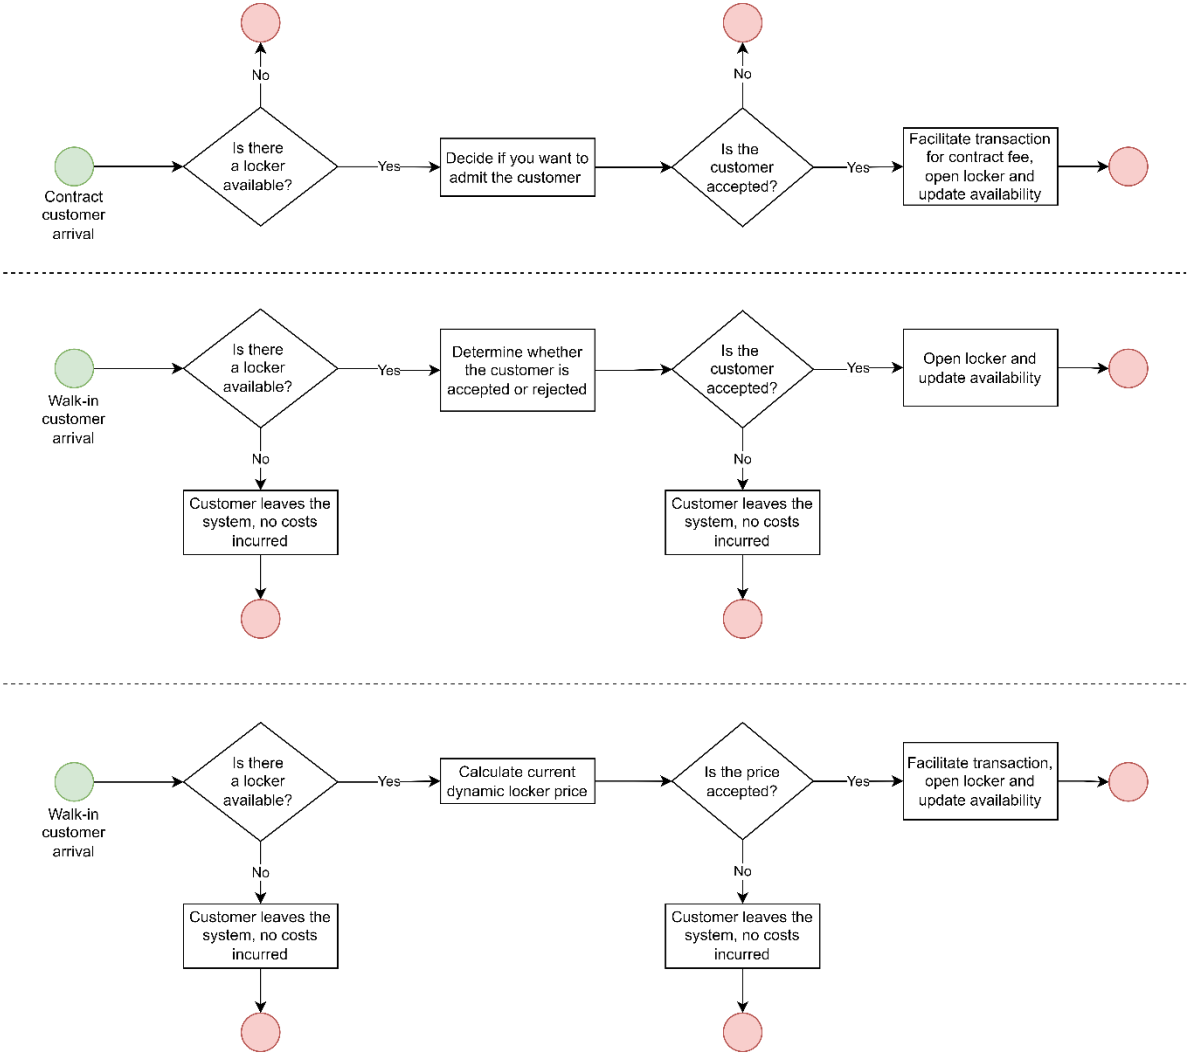 No
No
Is there
a locker
available?
Yes
Decide if you want to
admit the customer
Is the
customer
accepted?
Yes
Facilitate transaction
for contract fee,
open locker and
update availability
Contract
customer
arrival
Is there
a locker
available?
Yes
Determine whether
the customer is
accepted or rejected
Is the
customer
accepted?
Yes
Open locker and
update availability
Walk-in
customer
arrival
No
No
Customer leaves the
system, no costs
incurred
Customer leaves the
system, no costs
incurred
Is there
a locker
available?
Yes
Calculate current
dynamic locker price
Is the price
accepted?
Yes
Facilitate transaction,
open locker and
update availability
Walk-in
customer
arrival
No
No
Customer leaves the
system, no costs
incurred
Customer leaves the
system, no costs
incurred